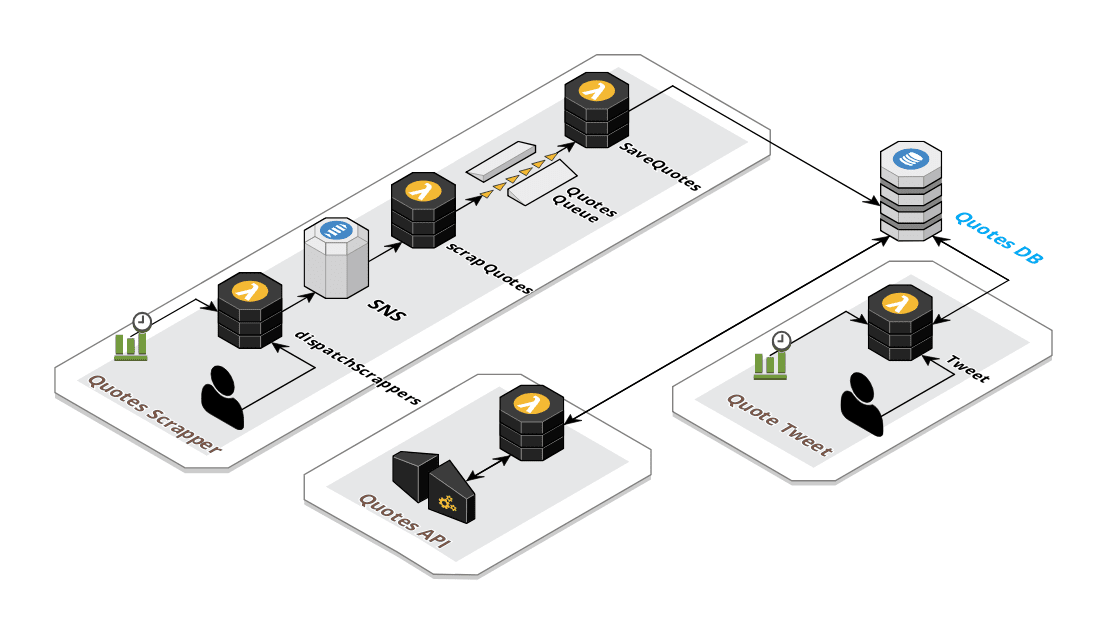 SaveQuotes
Quotes
Queue
scrapQuotes
SNS
dispatchScrappers
Quotes Scrapper
Quotes DB
Tweet
Quote Tweet
Quotes API